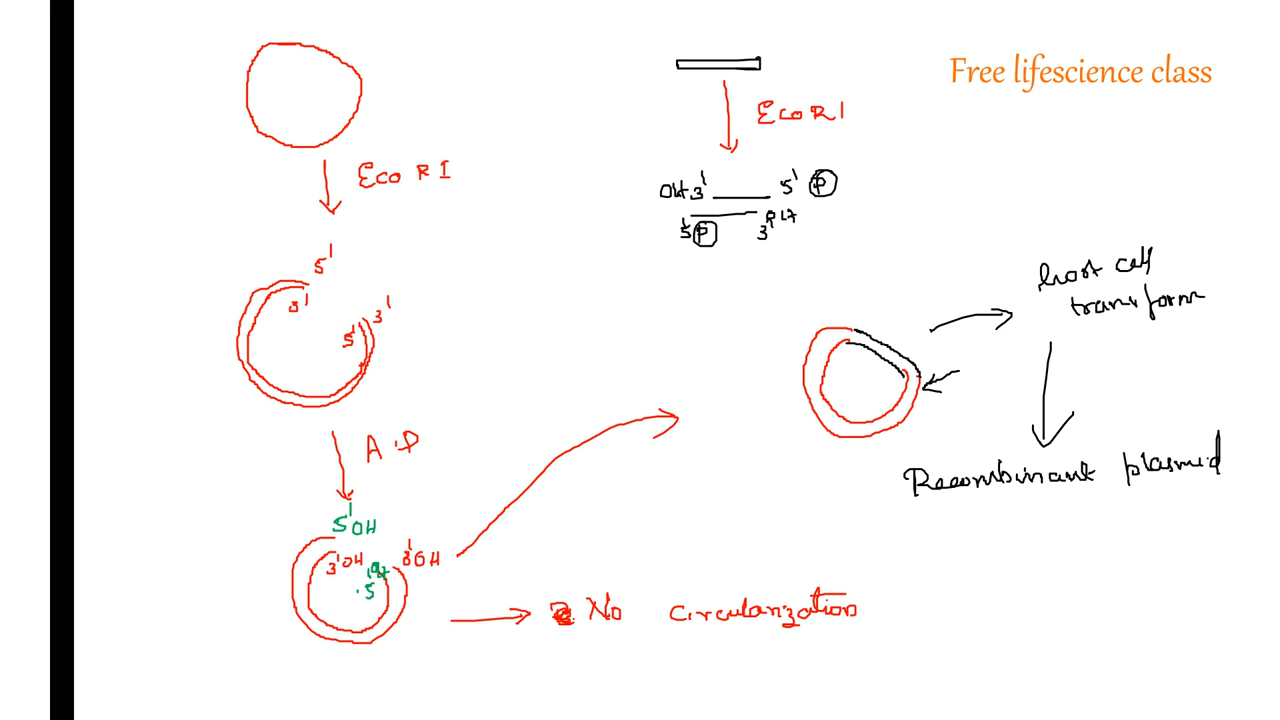 Free lifescience class
EcoRI
EcoRI
OH 3' 5' P
5' P 3' OH
5'
3' 3'
5'
host cell
transform
A.P
Recombinant plasmid
5' OH
3' OH 3' OH
5'
No circularization